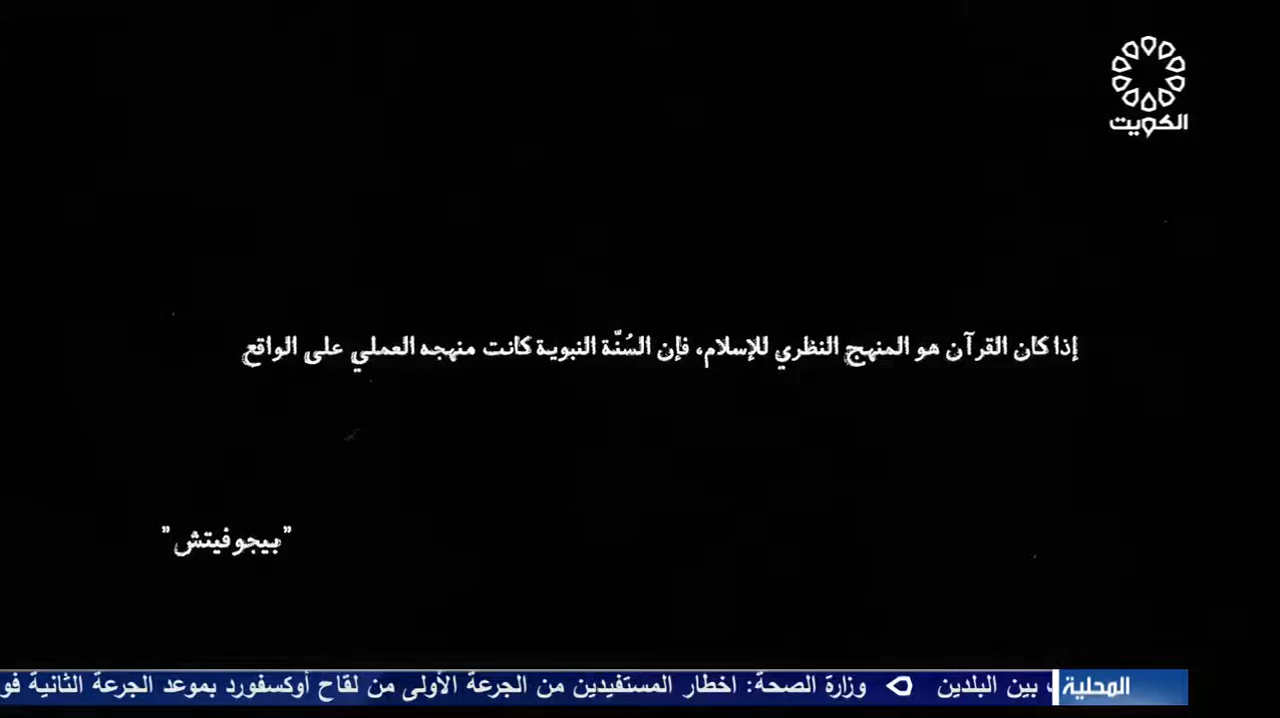 الكويت
إذا كان القرآن هو المنهج النظري للإسلام، فإن السُنّة النبوية كانت منهجه العملي على الواقع
"بيجوفيتش"
المحلية
بين البلدين وزارة الصحة: اخطار المستفيدين من الجرعة الأولى من لقاح أوكسفورد بموعد الجرعة الثانية